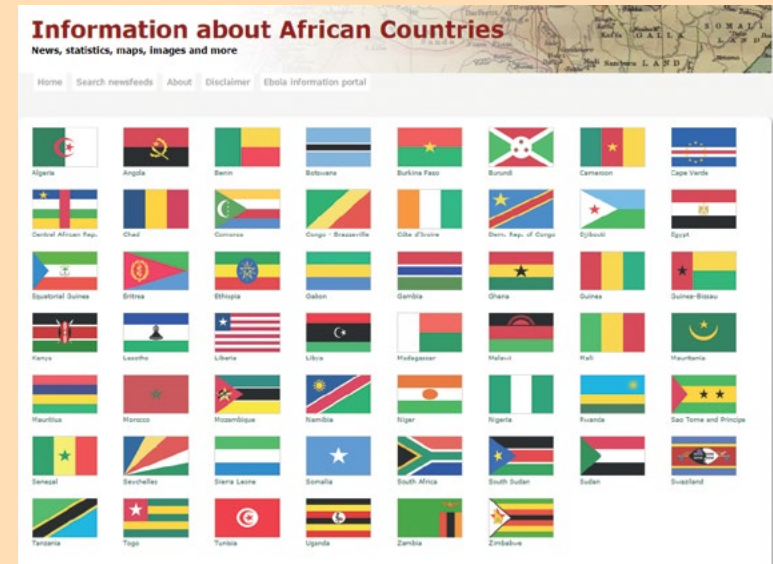 Information about African Countries
News, statistics, maps, images and more
Home Search newsfeeds About Disclaimer Ebola information portal
Algeria Angola Benin Botswana Burkina Faso Burundi Cameroon Cape Verde
Central African Rep. Chad Comoros Congo - Brazzaville Côte d'Ivoire Dem. Rep. of Congo Djibouti Egypt
Equatorial Guinea Eritrea Ethiopia Gabon Gambia Ghana Guinea Guinea-Bissau
Kenya Lesotho Liberia Libya Madagascar Malawi Mali Mauritania
Mauritius Morocco Mozambique Namibia Niger Nigeria Rwanda Sao Tome and Principe
Senegal Seychelles Sierra Leone Somalia South Africa South Sudan Sudan Swaziland
Tanzania Togo Tunisia Uganda Zambia Zimbabwe